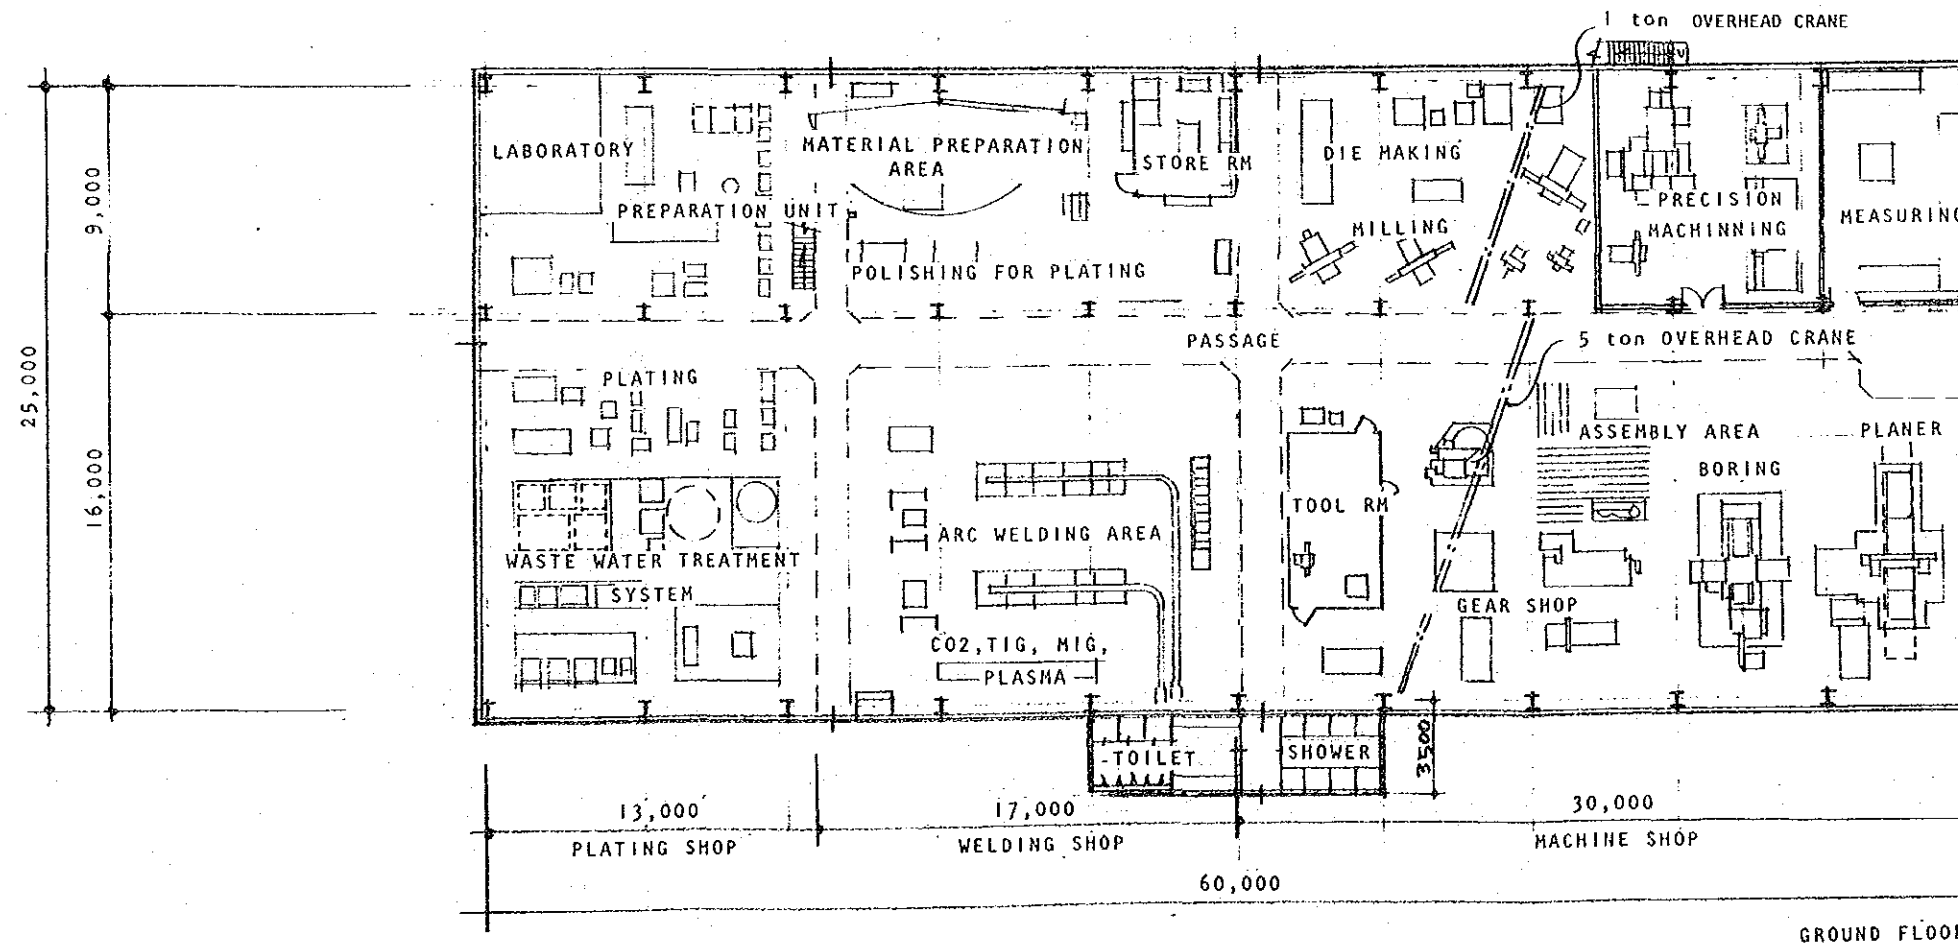 1 ton OVERHEAD CRANE
LABORATORY
MATERIAL PREPARATION
AREA
STORE RM
DIE MAKING
PRECISION
MACHINNING
MEASURING
PREPARATION UNIT
MILLING
POLISHING FOR PLATING
9,000
25,000
16,000
PASSAGE
5 ton OVERHEAD CRANE
PLATING
ASSEMBLY AREA
PLANER
BORING
TOOL RM
ARC WELDING AREA
WASTE WATER TREATMENT
SYSTEM
GEAR SHOP
CO2,TIG, MIG,
PLASMA
TOILET
SHOWER
3500
13,000
17,000
30,000
PLATING SHOP
WELDING SHOP
MACHINE SHOP
60,000
GROUND FLOOR